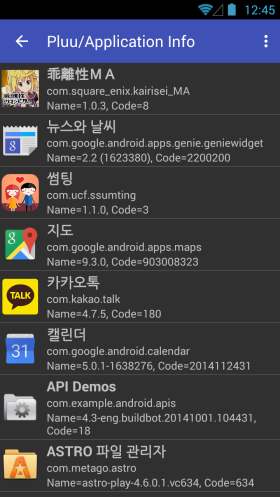 12:45
Pluu/Application Info
乖離性ＭＡ
com.square_enix.kairisei_MA
Name=1.0.3, Code=8
뉴스와 날씨
com.google.android.apps.genie.geniewidget
Name=2.2 (1623380), Code=2200200
썸팅
com.ucf.ssumting
Name=1.1.0, Code=3
지도
com.google.android.apps.maps
Name=9.3.0, Code=903008323
TALK
카카오톡
com.kakao.talk
Name=4.7.5, Code=180
31
캘린더
com.google.android.calendar
Name=5.0.1-1638276, Code=2014112431
API Demos
com.example.android.apis
Name=4.3-eng.buildbot.20141001.104431,
Code=18
ASTRO 파일 관리자
com.metago.astro
Name=astro-play-4.6.0.1.vc634, Code=634